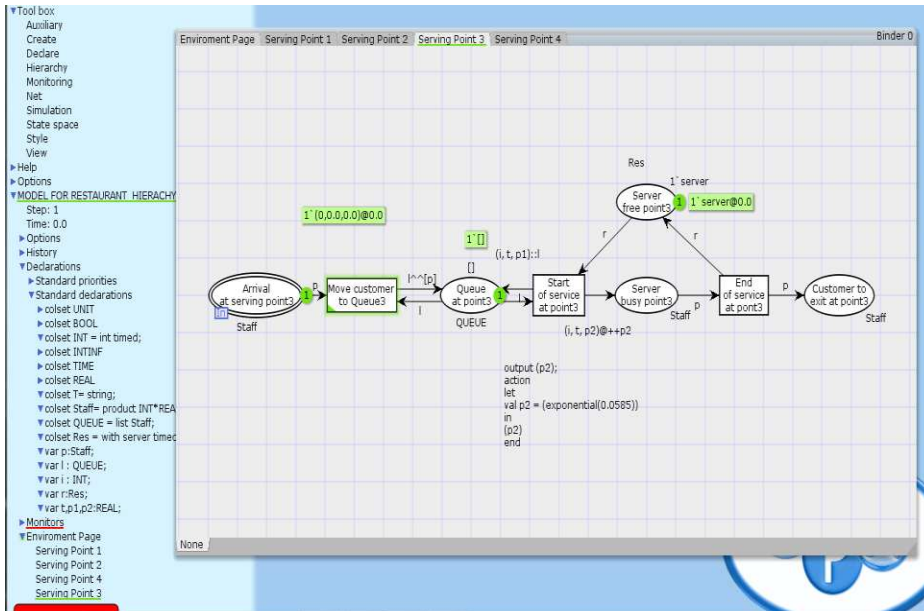 Tool box
Auxiliary
Create
Declare
Hierarchy
Monitoring
Net
Simulation
State space
Style
View
Help
Options
MODEL FOR RESTAURANT HIERACHY
Step: 1
Time: 0.0
Options
History
Declarations
Standard priorities
Standard declarations
colset UNIT
colset BOOL
colset INT = int timed;
colset INTINF
colset TIME
colset REAL
colset T= string;
colset Staff= product INT*REA
colset QUEUE = list Staff;
colset Res = with server timed
var p:Staff;
var l : QUEUE;
var i : INT;
var r:Res;
var t,p1,p2:REAL;
Monitors
Enviroment Page
Serving Point 1
Serving Point 2
Serving Point 4
Serving Point 3
Enviroment Page Serving Point 1 Serving Point 2 Serving Point 3 Serving Point 4
Binder 0
Res
1`server
Server
free point3
1 1`server@0.0
1`(0,0.0,0.0)@0.0
1`[]
r
r
[]
(i, t, p1)::l
Arrival
at serving point3
In
Staff
1
p
Move customer
to Queue3
l^^[p]
l
Queue
at point3
1
QUEUE
l
Start
of service
at point3
(i, t, p2)@++p2
Server
busy point3
Staff
p
End
of service
at pont3
p
Customer to
exit at point3
Staff
output (p2);
action
let
val p2 = (exponential(0.0585))
in
(p2)
end
None
P